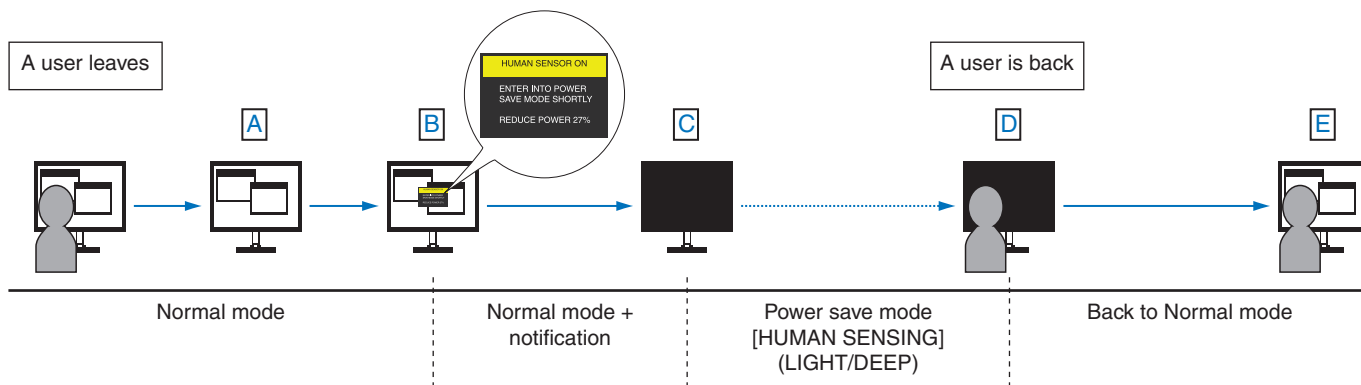 A user leaves
HUMAN SENSOR ON
ENTER INTO POWER
SAVE MODE SHORTLY
REDUCE POWER 27%
A user is back
A
B
C
D
E
Normal mode
Normal mode +
notification
Power save mode
[HUMAN SENSING]
(LIGHT/DEEP)
Back to Normal mode